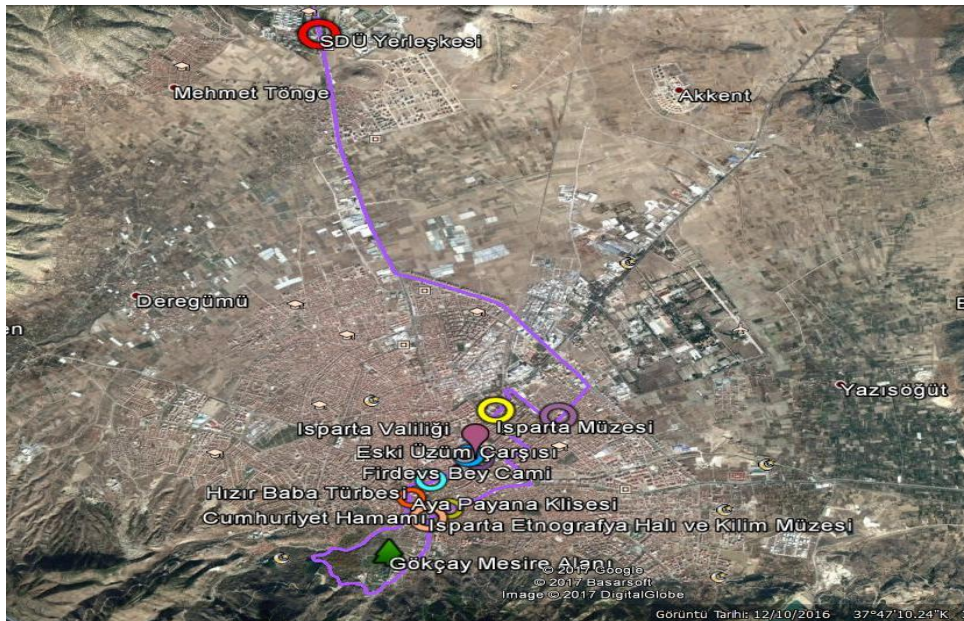 SDÜ Yerleşkesi
Mehmet Tönge
Akkent
Deregümü
en
Yazısöğüt
Isparta Valiliği
Isparta Müzesi
Eski Üzüm Çarşısı
Firdevs Bey Cami
Hızır Baba Türbesi
Aya Payana Klisesi
Cumhuriyet Hamamı
Isparta Etnografya Halı ve Kilim Müzesi
Gökçay Mesire Alanı
© 2017 Google
© 2017 Basarsoft
Image © 2017 DigitalGlobe
Görüntü Tarihi: 12/10/2016 37°47'10.24"K